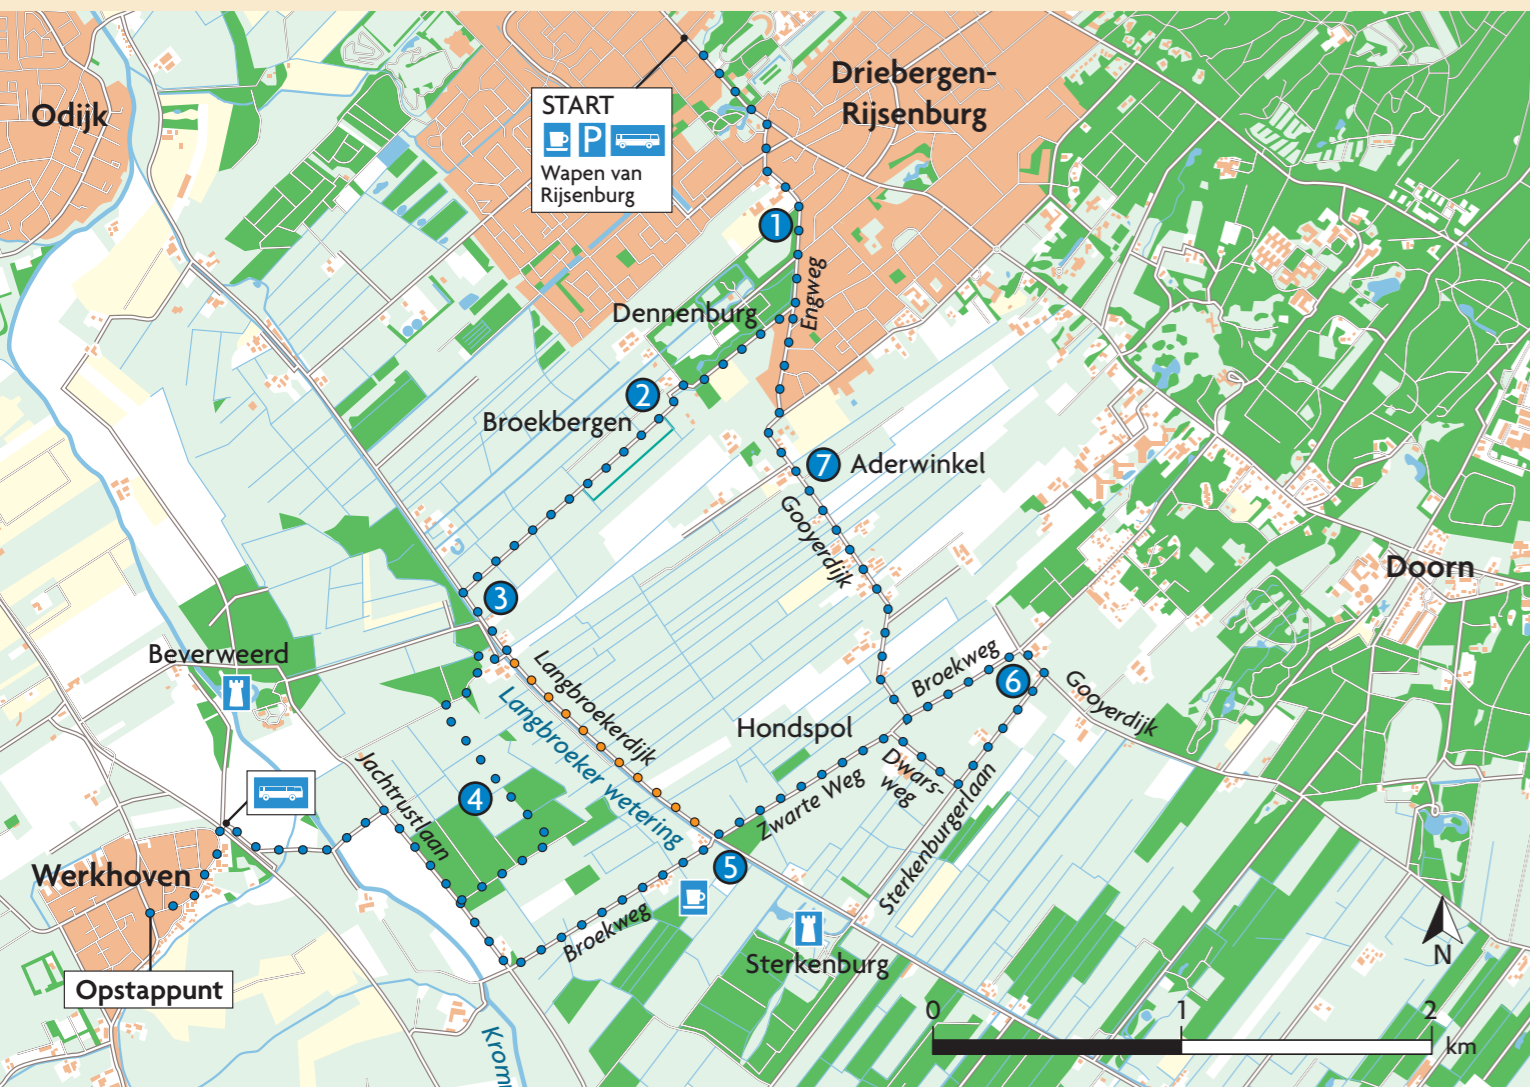 Odijk
START
P
Wapen van
Rijsenburg
Driebergen-
Rijsenburg
1
Engweg
Dennenburg
2
Broekbergen
7
Aderwinkel
Gooyerdijk
Doorn
3
Beverweerd
Langbroekerdijk
Langbroeker wetering
Broekweg
6
Gooyerdijk
Hondspol
Dwars-
weg
Jachtrustlaan
4
Zwarte Weg
Sterkenburgerlaan
5
Werkhoven
Broekweg
Sterkenburg
Opstappunt
N
0
1
2
km